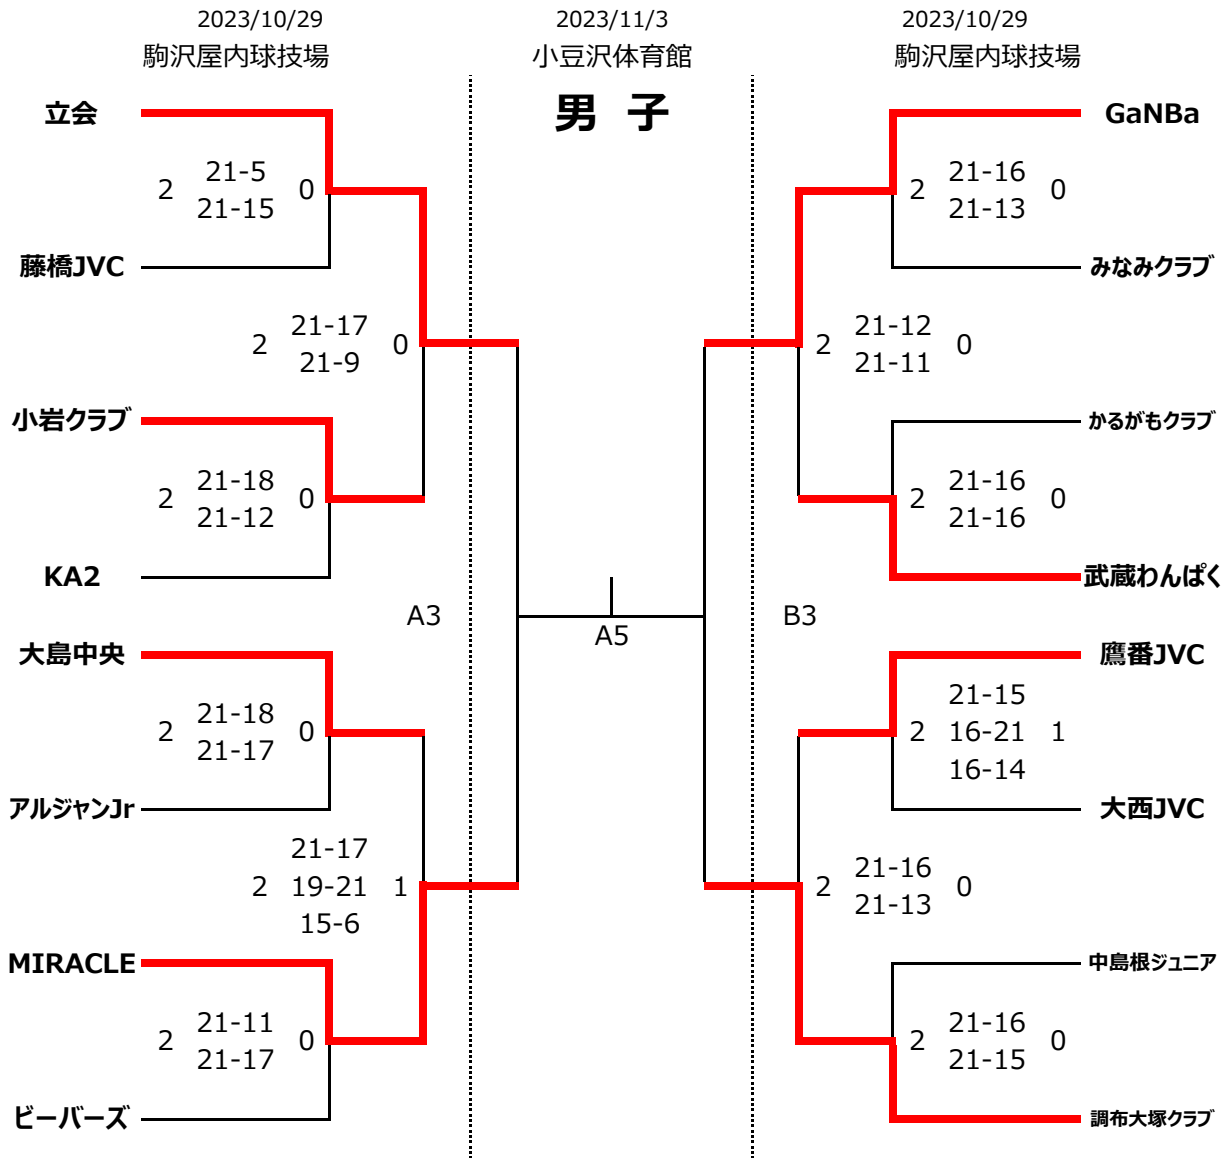 2023/10/29
2023/11/3
2023/10/29
駒沢屋内球技場
小豆沢体育館
駒沢屋内球技場
男 子
立会
2 21-5 0
21-15
藤橋JVC
2 21-17 0
21-9
小岩クラブ
2 21-18 0
21-12
KA2
A3
大島中央
2 21-18 0
21-17
アルジャンJr
21-17
2 19-21 1
15-6
MIRACLE
2 21-11 0
21-17
ビーバーズ
A5
GaNBa
2 21-16 0
21-13
みなみクラブ
2 21-12 0
21-11
かるがもクラブ
2 21-16 0
21-16
武蔵わんぱく
B3
鷹番JVC
21-15
2 16-21 1
16-14
大西JVC
2 21-16 0
21-13
中島根ジュニア
2 21-16 0
21-15
調布大塚クラブ